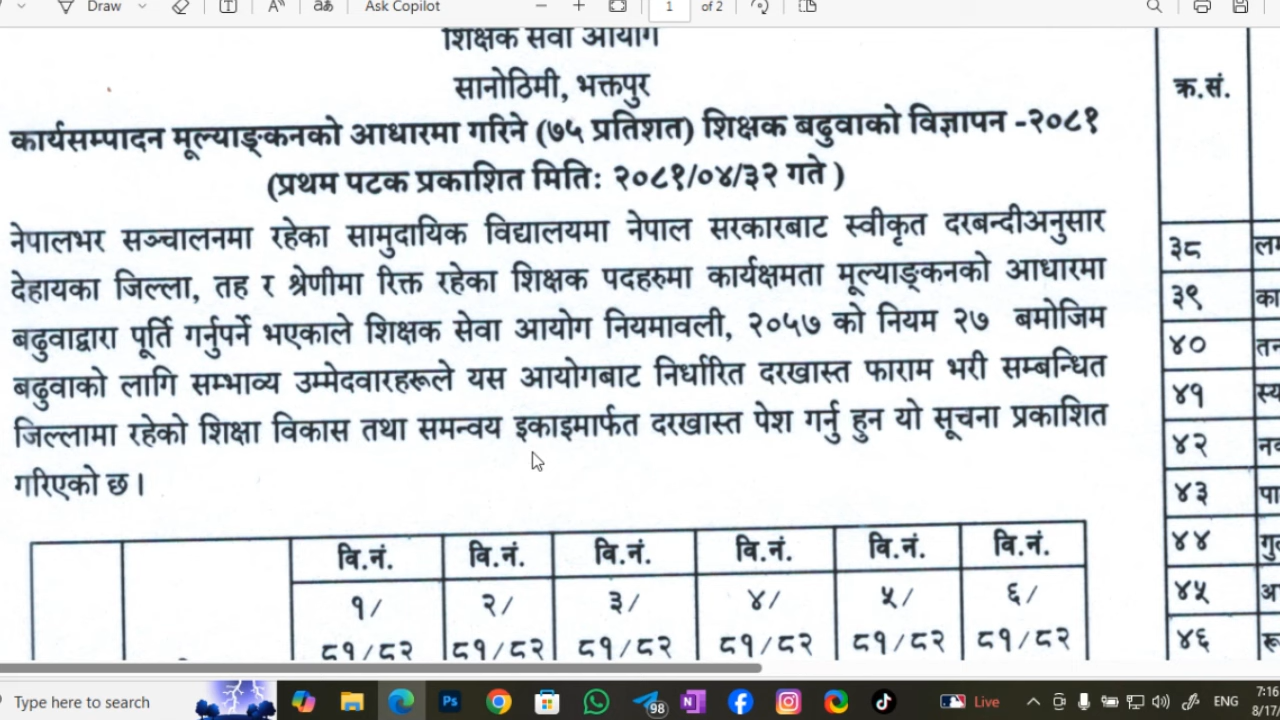 Draw
Ask Copilot
1 of 2
शिक्षक सेवा आयोग
सानोठिमी, भक्तपुर
कार्यसम्पादन मूल्याङ्कनको आधारमा गरिने (७५ प्रतिशत) शिक्षक बढुवाको विज्ञापन -२०८१
(प्रथम पटक प्रकाशित मितिः २०८१/०४/३२ गते )
नेपालभर सञ्चालनमा रहेका सामुदायिक विद्यालयमा नेपाल सरकारबाट स्वीकृत दरबन्दीअनुसार
देहायका जिल्ला, तह र श्रेणीमा रिक्त रहेका शिक्षक पदहरुमा कार्यक्षमता मूल्याङ्कनको आधारमा
बढुवाद्वारा पूर्ति गर्नुपर्ने भएकाले शिक्षक सेवा आयोग नियमावली, २०५७ को नियम २७ बमोजिम
बढुवाको लागि सम्भाव्य उम्मेदवारहरूले यस आयोगबाट निर्धारित दरखास्त फाराम भरी सम्बन्धित
जिल्लामा रहेको शिक्षा विकास तथा समन्वय इकाइमार्फत दरखास्त पेश गर्नु हुन यो सूचना प्रकाशित
गरिएको छ।
वि.नं. वि.नं. वि.नं. वि.नं. वि.नं. वि.नं.
१/ २/ ३/ ४/ ५/ ६/
८१/८२ ८१/८२ ८१/८२ ८१/८२ ८१/८२ ८१/८२
क्र.सं.
३८
३९ का
४० तन
४१ स्य
४२ नव
४३ पा
४४ गु
४५ अ
४६ रू
Type here to search
98
Live
ENG
7:16
8/17/